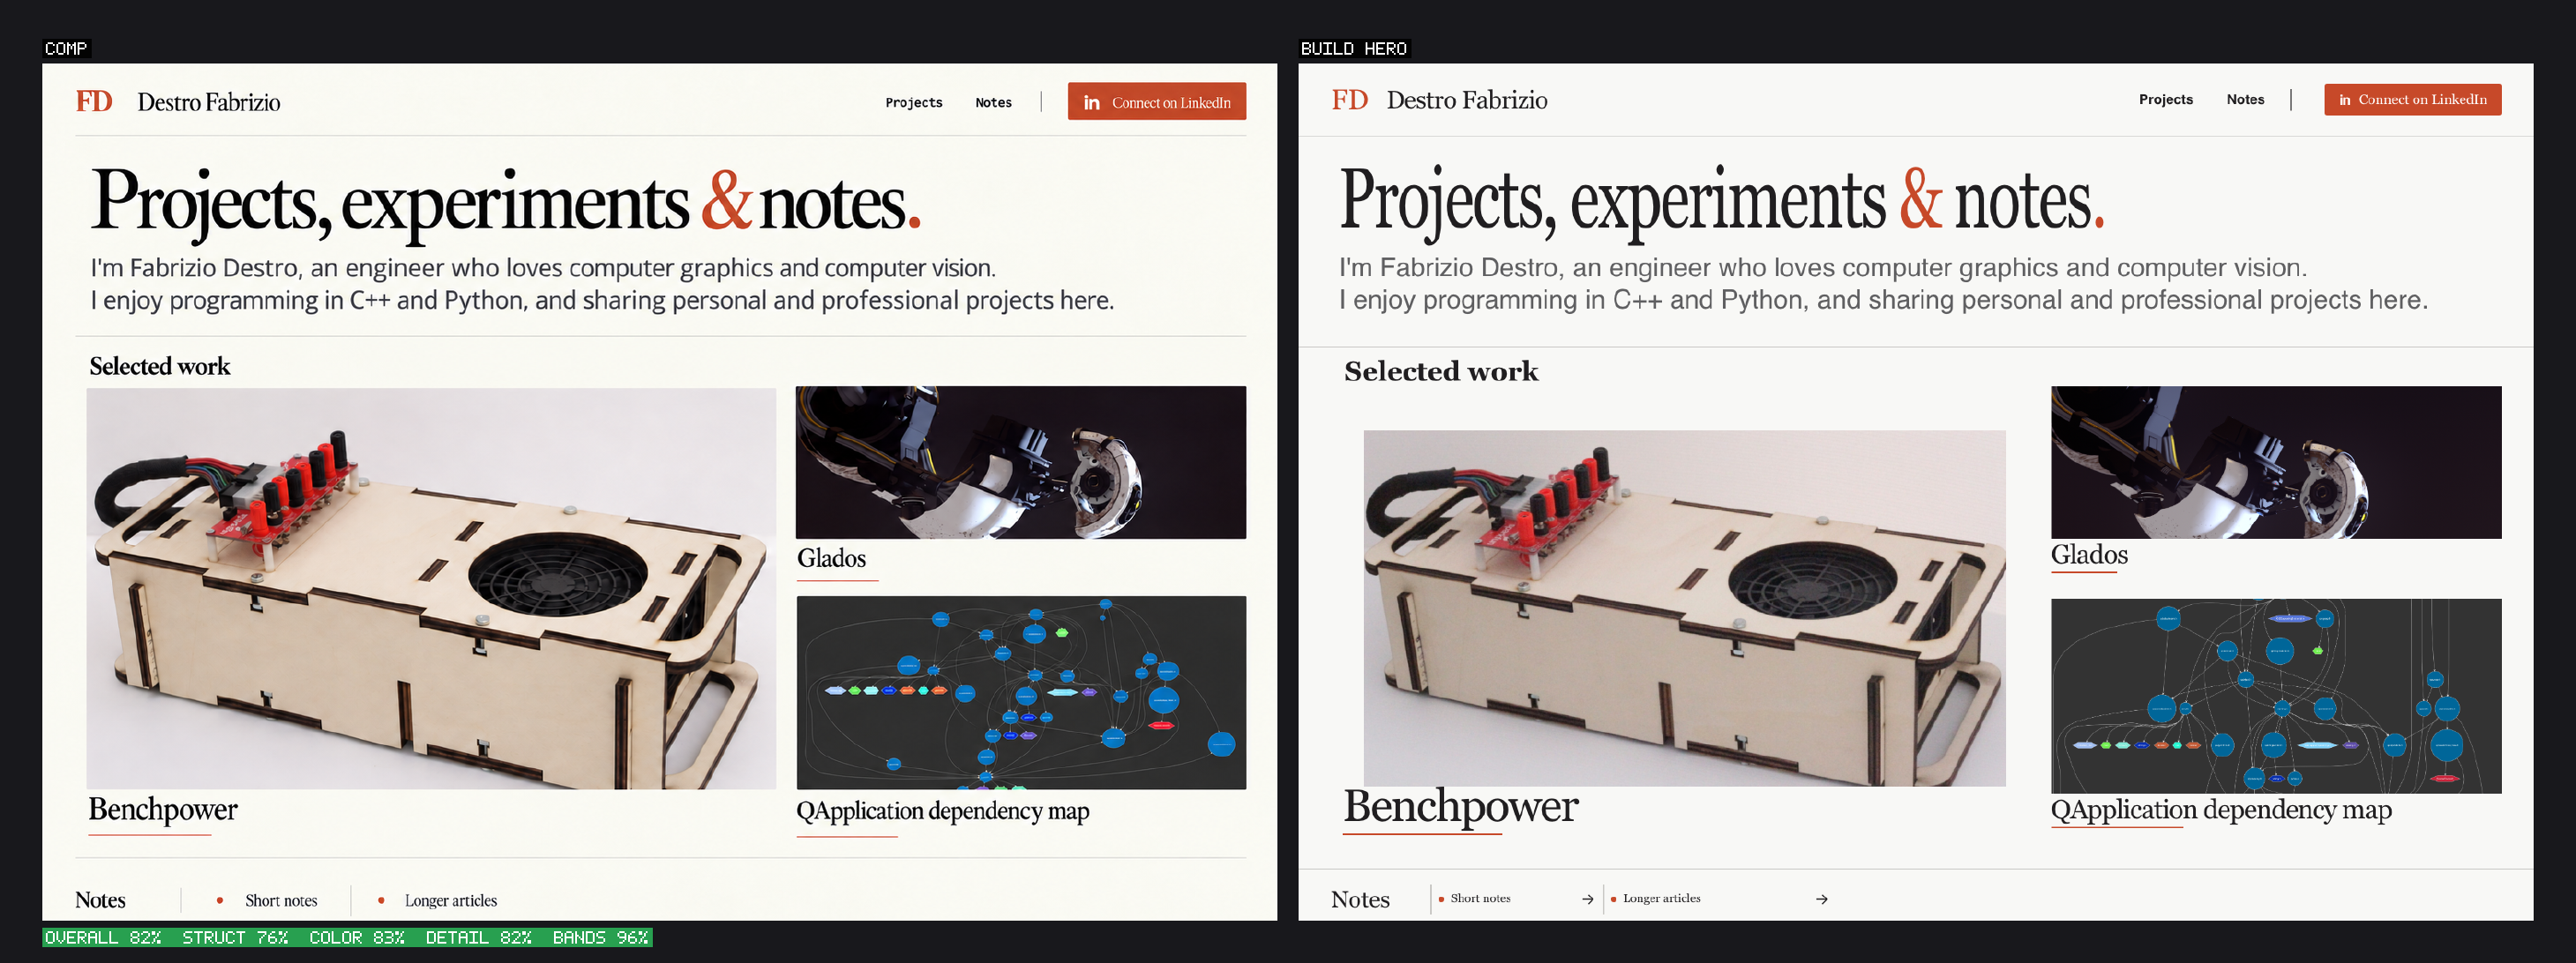 COMP
FD Destro Fabrizio Projects Notes in Connect on LinkedIn
Projects, experiments & notes.
I'm Fabrizio Destro, an engineer who loves computer graphics and computer vision.
I enjoy programming in C++ and Python, and sharing personal and professional projects here.
Selected work
Glados
Benchpower
QApplication dependency map
Notes • Short notes • Longer articles
OVERALL 82% STRUCT 76% COLOR 83% DETAIL 82% BANDS 96%
BUILD HERO
FD Destro Fabrizio Projects Notes in Connect on LinkedIn
Projects, experiments & notes.
I'm Fabrizio Destro, an engineer who loves computer graphics and computer vision.
I enjoy programming in C++ and Python, and sharing personal and professional projects here.
Selected work
Glados
Benchpower
QApplication dependency map
Notes • Short notes → • Longer articles →